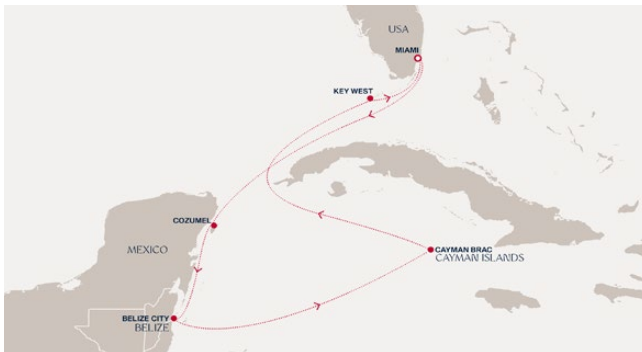 USA
MIAMI
KEY WEST
COZUMEL
MEXICO
CAYMAN BRAC
CAYMAN ISLANDS
BELIZE CITY
BELIZE